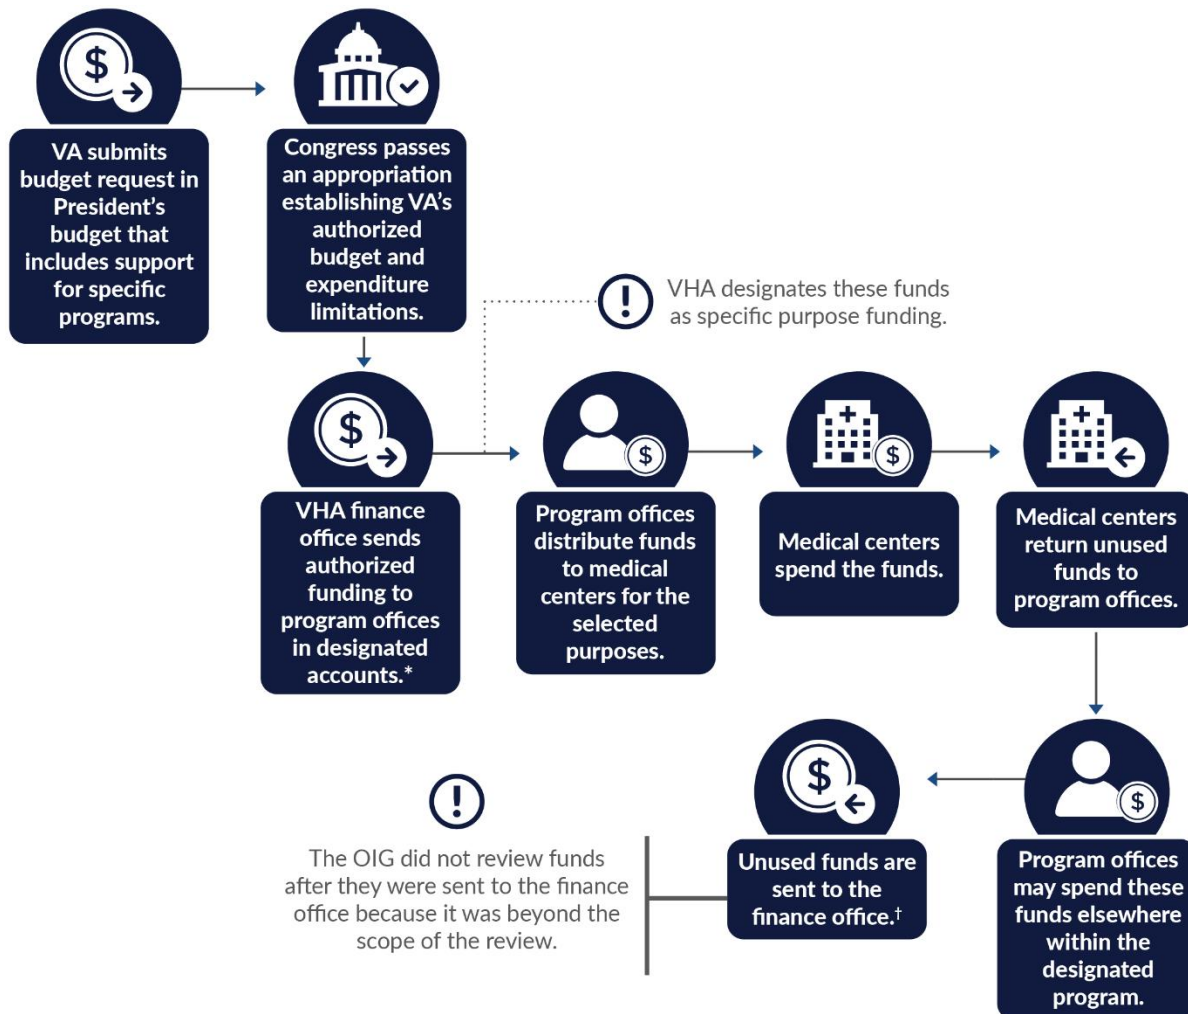 VA submits
budget request in
President's
budget that
includes support
for specific
programs.
Congress passes
an appropriation
establishing VA's
authorized
budget and
expenditure
limitations.
VHA designates these funds
as specific purpose funding.
VHA finance
office sends
authorized
funding to
program offices
in designated
accounts.*
Program offices
distribute funds
to medical
centers for the
selected
purposes.
Medical centers
spend the funds.
Medical centers
return unused
funds to
program offices.
Program offices
may spend these
funds elsewhere
within the
designated
program.
Unused funds are
sent to the
finance office.†
The OIG did not review funds
after they were sent to the finance
office because it was beyond the
scope of the review.